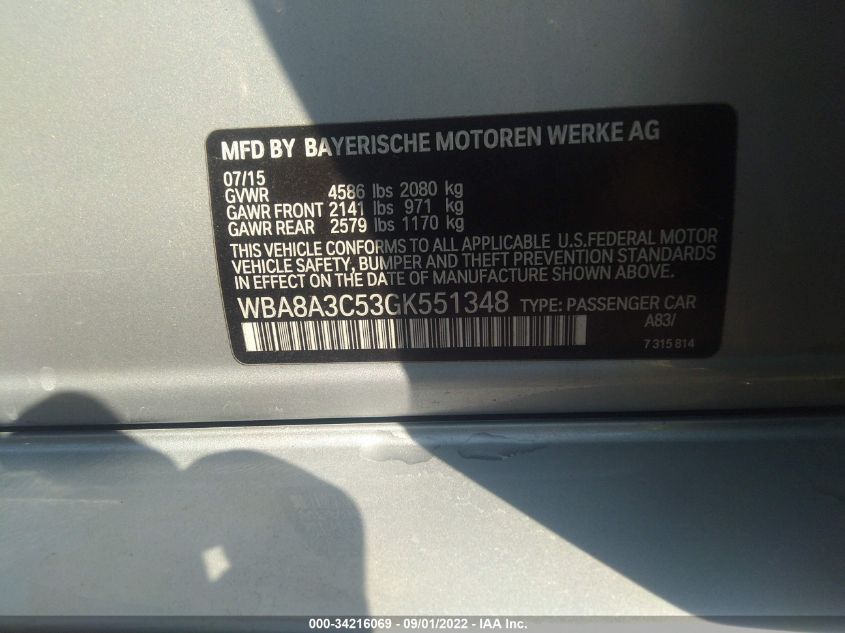 MFD BY BAYERISCHE MOTOREN WERKE AG
07/15
GVWR 4586 lbs 2080 kg
GAWR FRONT 2141 lbs 971 kg
GAWR REAR 2579 lbs 1170 kg
THIS VEHICLE CONFORMS TO ALL APPLICABLE U.S.FEDERAL MOTOR
VEHICLE SAFETY, BUMPER AND THEFT PREVENTION STANDARDS
IN EFFECT ON THE DATE OF MANUFACTURE SHOWN ABOVE.
WBA8A3C53GK551348 TYPE: PASSENGER CAR
A83/
7 315 814
000-34216069 - 09/01/2022 - IAA Inc.